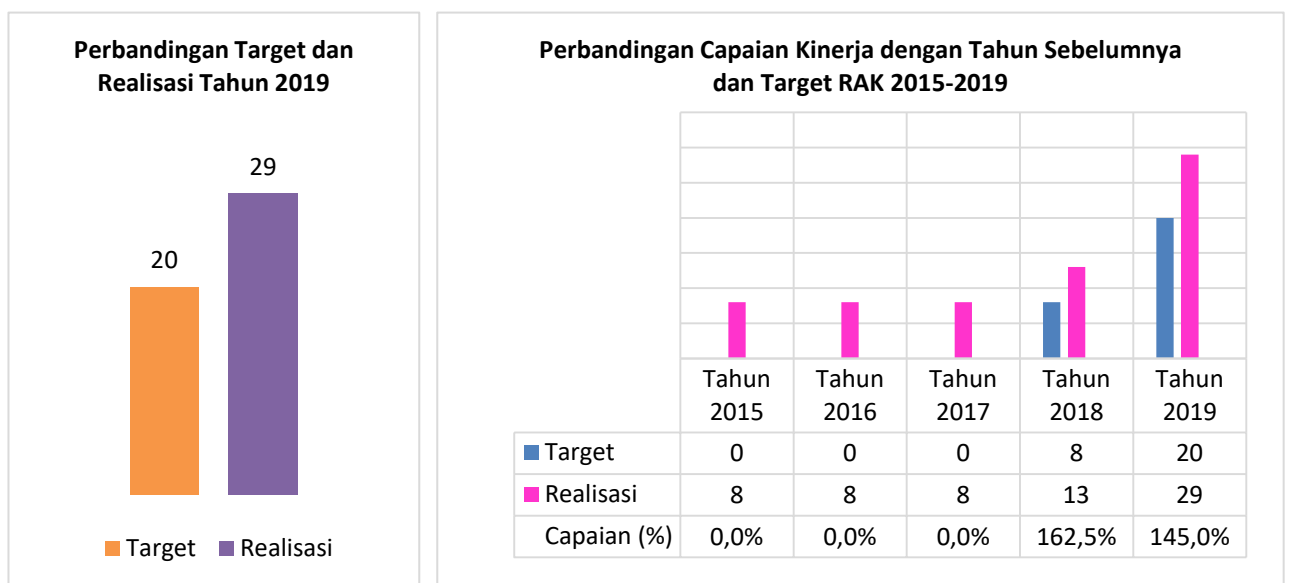 Perbandingan Target dan
Realisasi Tahun 2019
29
20
Target Realisasi
Perbandingan Capaian Kinerja dengan Tahun Sebelumnya
dan Target RAK 2015-2019
Tahun Tahun Tahun Tahun Tahun
2015 2016 2017 2018 2019
Target 0 0 0 8 20
Realisasi 8 8 8 13 29
Capaian (%) 0,0% 0,0% 0,0% 162,5% 145,0%